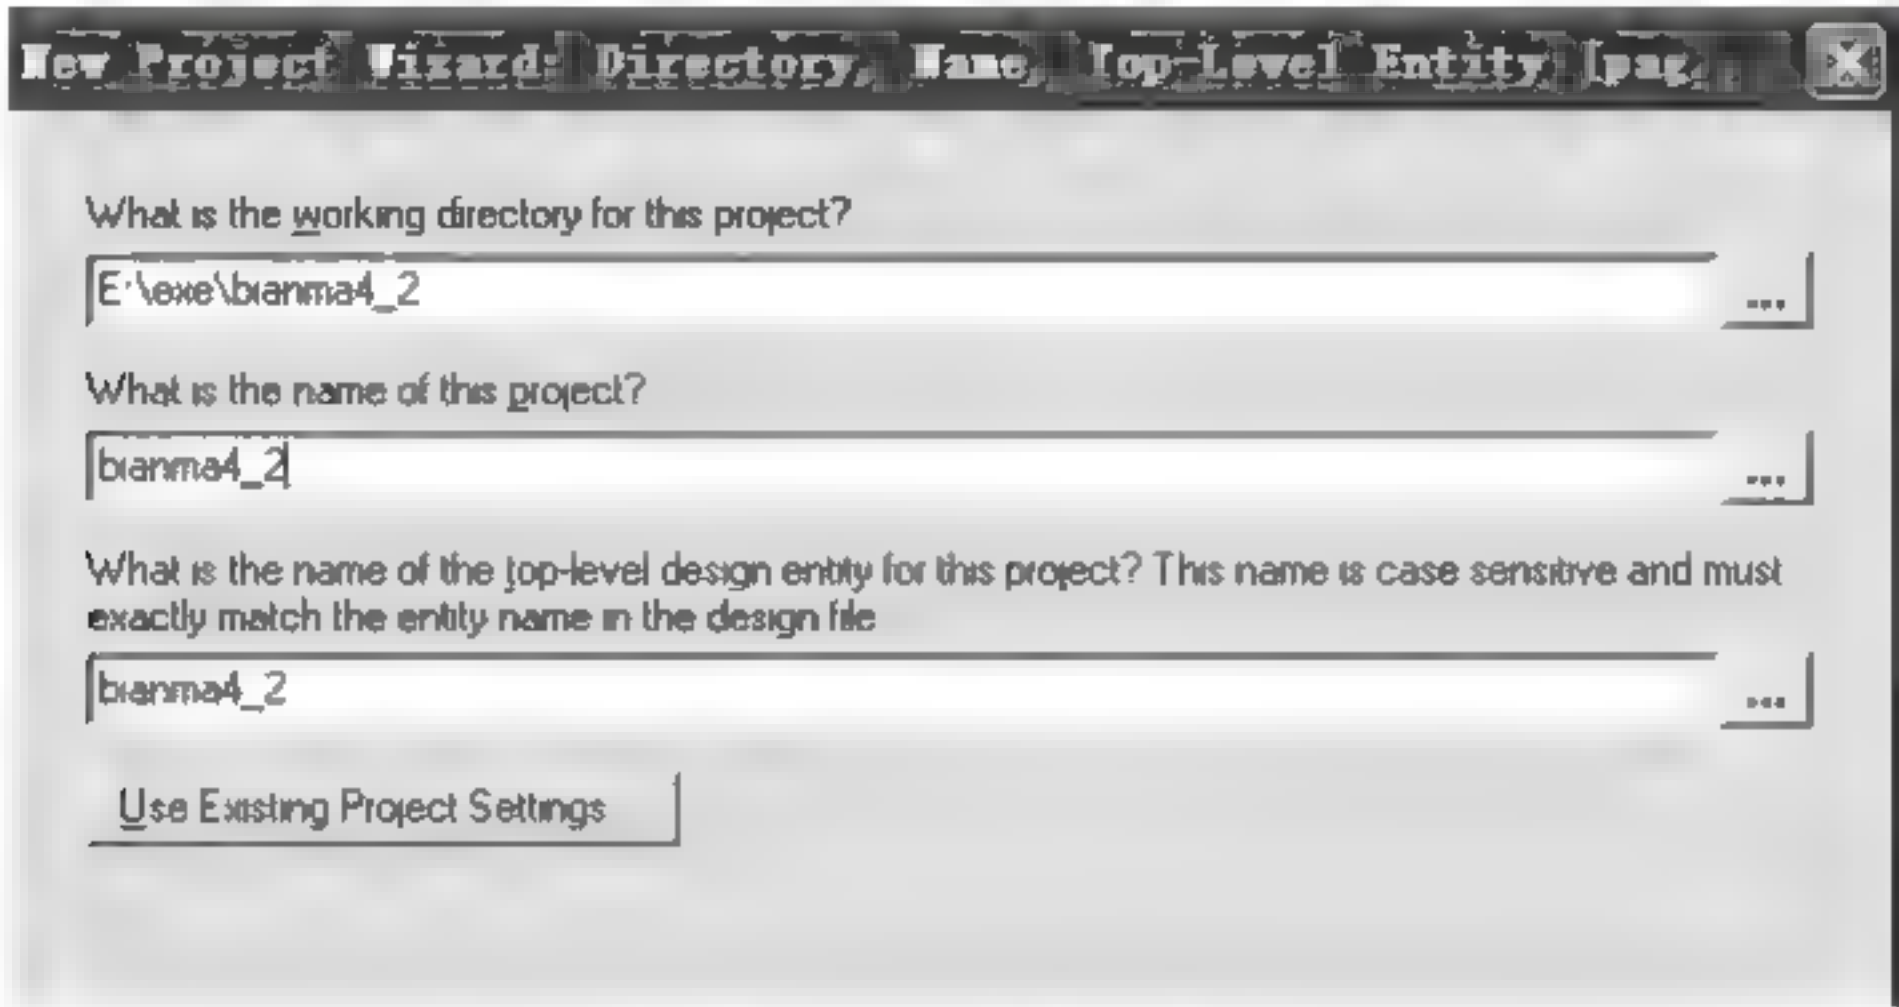 New Project Wizard: Directory, Name, Top-Level Entity [pag...
What is the working directory for this project?
E:\exe\bianma4_2
...
What is the name of this project?
bianma4_2
...
What is the name of the top-level design entity for this project? This name is case sensitive and must
exactly match the entity name in the design file
bianma4_2
...
Use Existing Project Settings